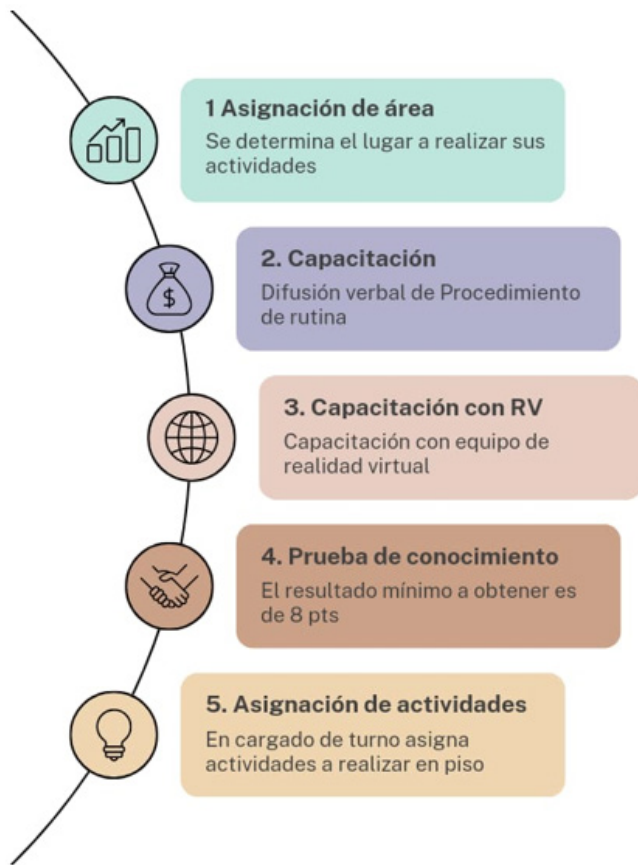 1 Asignación de área
Se determina el lugar a realizar sus
actividades
2. Capacitación
Difusión verbal de Procedimiento
de rutina
3. Capacitación con RV
Capacitación con equipo de
realidad virtual
4. Prueba de conocimiento
El resultado mínimo a obtener es
de 8 pts
5. Asignación de actividades
En cargado de turno asigna
actividades a realizar en piso
$